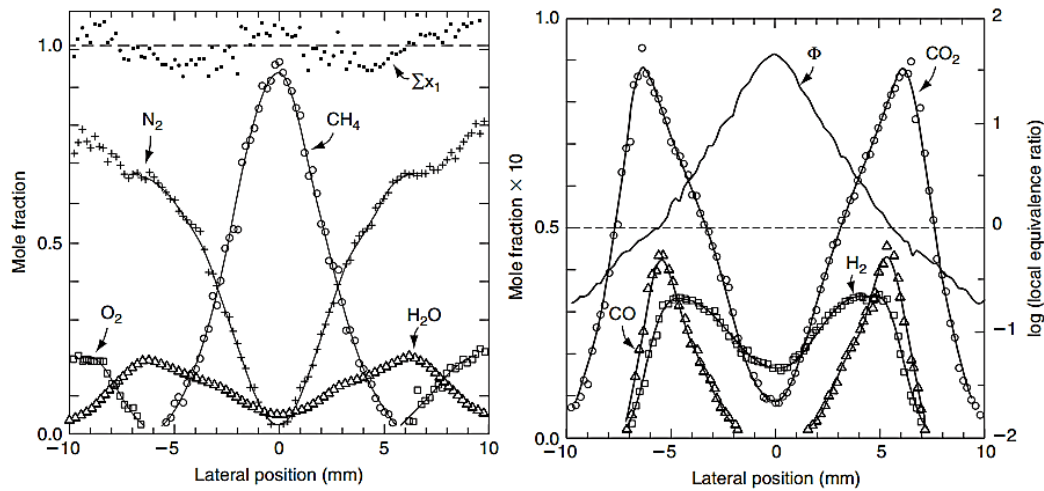 1.0
Σx₁
N₂
CH₄
Mole fraction
0.5
O₂
H₂O
0.0
−10
−5
0
5
10
Lateral position (mm)
1.0
2
Φ
CO₂
1
Mole fraction × 10
0.5
0
log (local equivalence ratio)
H₂
CO
−1
0.0
−2
−10
−5
0
5
10
Lateral position (mm)